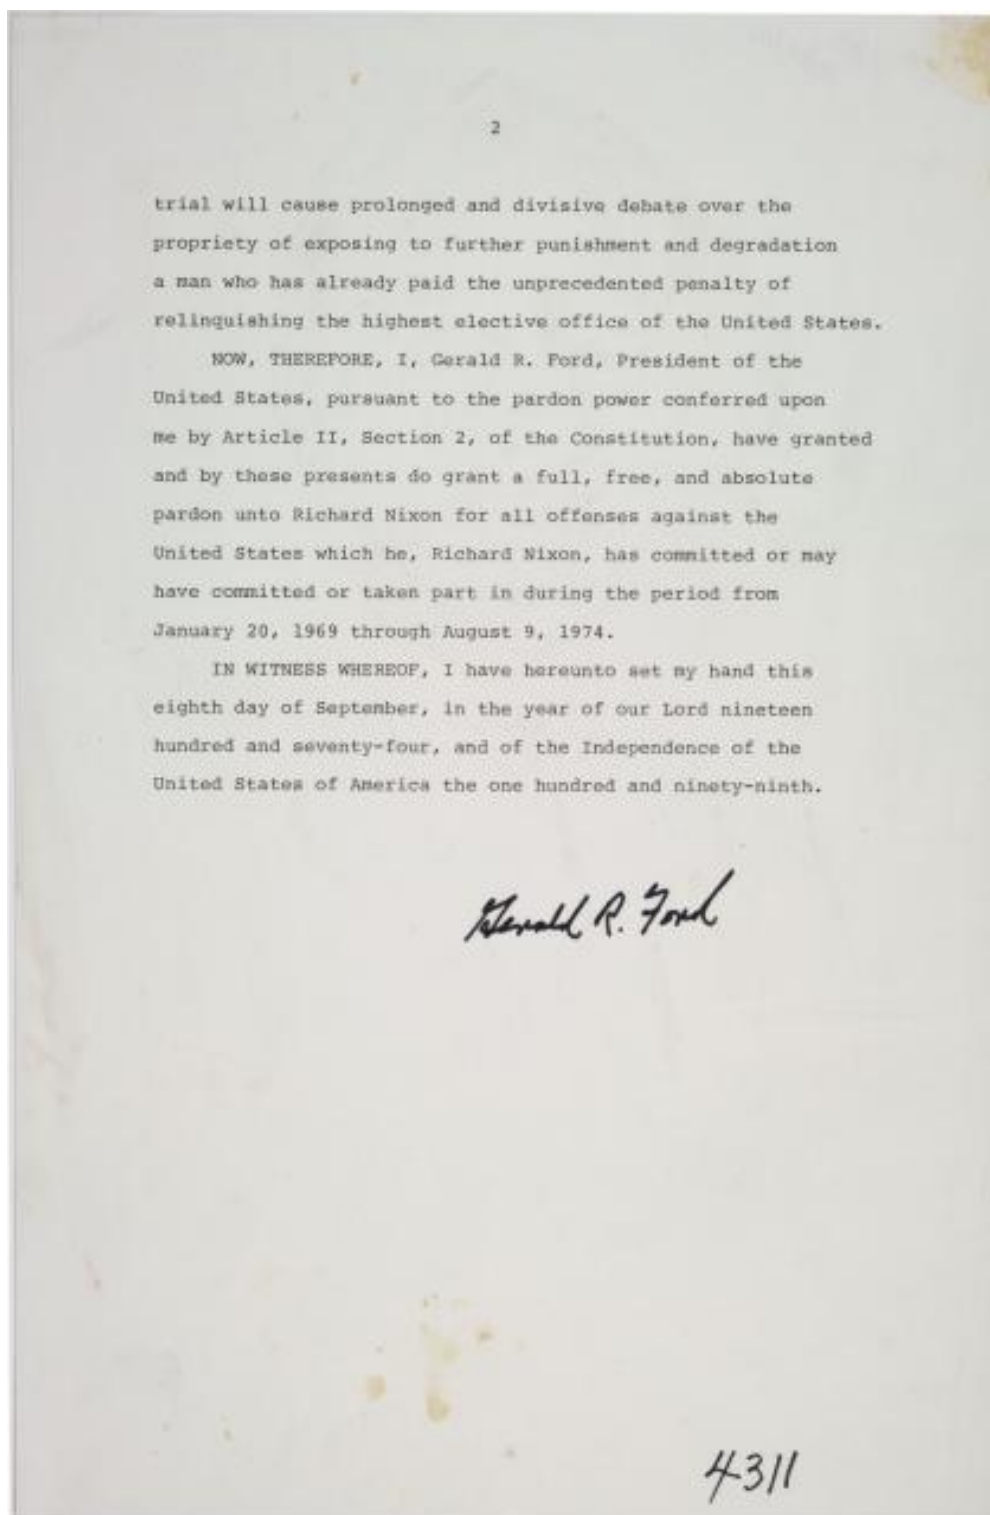 2
trial will cause prolonged and divisive debate over the
propriety of exposing to further punishment and degradation
a man who has already paid the unprecedented penalty of
relinquishing the highest elective office of the United States.
NOW, THEREFORE, I, Gerald R. Ford, President of the
United States, pursuant to the pardon power conferred upon
me by Article II, Section 2, of the Constitution, have granted
and by these presents do grant a full, free, and absolute
pardon unto Richard Nixon for all offenses against the
United States which he, Richard Nixon, has committed or may
have committed or taken part in during the period from
January 20, 1969 through August 9, 1974.
IN WITNESS WHEREOF, I have hereunto set my hand this
eighth day of September, in the year of our Lord nineteen
hundred and seventy-four, and of the Independence of the
United States of America the one hundred and ninety-ninth.
Gerald R. Ford
4311